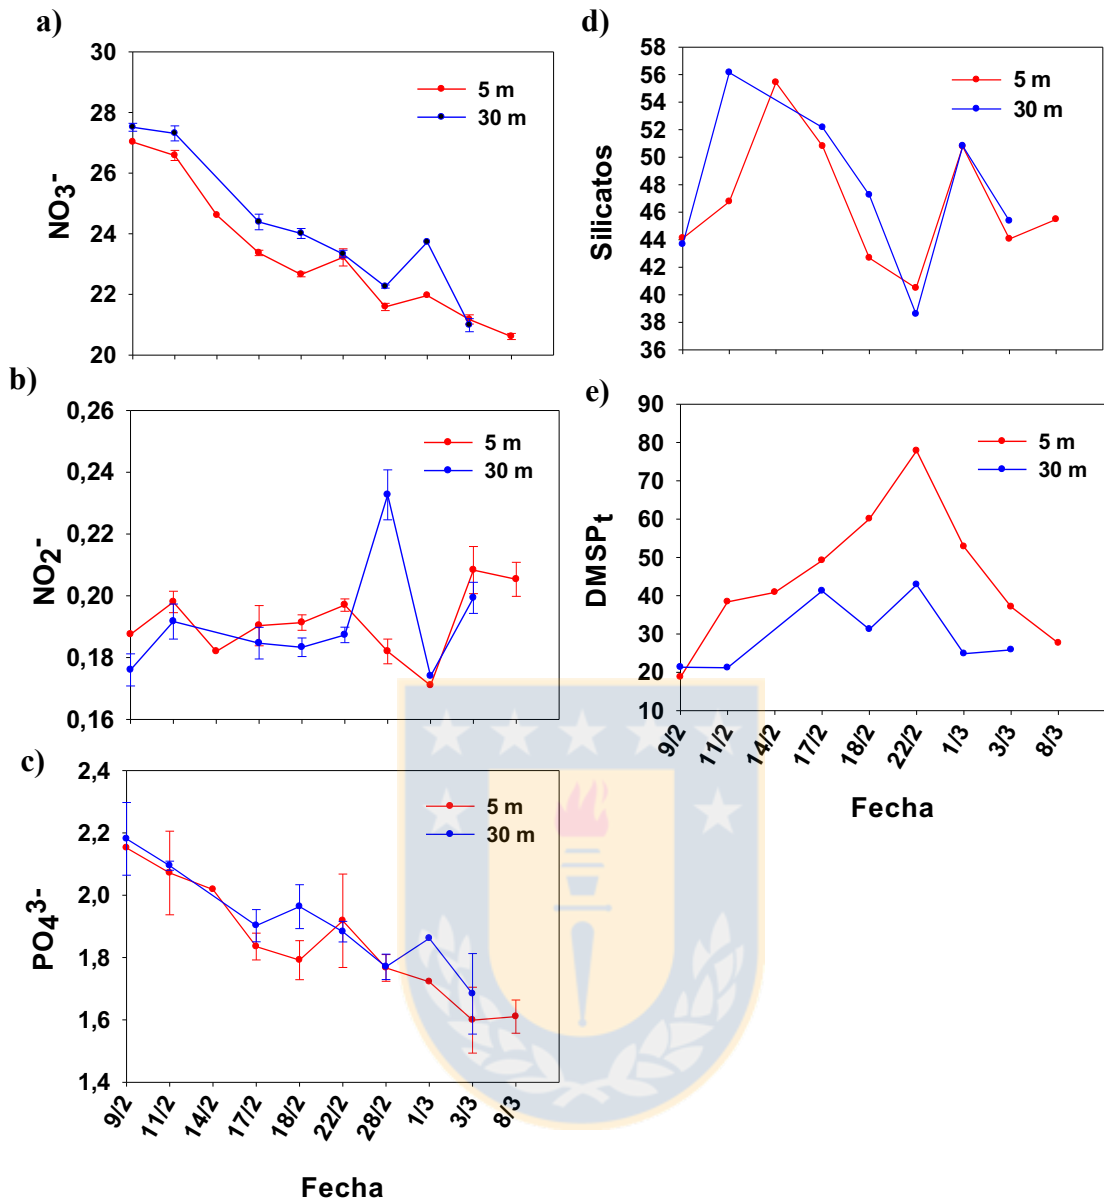 a)
30
28
26
24
22
20
NO3-
5 m
30 m
b)
0,26
0,24
0,22
0,20
0,18
0,16
NO2-
5 m
30 m
c)
2,4
2,2
2,0
1,8
1,6
1,4
PO43-
5 m
30 m
9/2 11/2 14/2 17/2 18/2 22/2 28/2 1/3 3/3 8/3
Fecha
d)
58
56
54
52
50
48
46
44
42
40
38
36
Silicatos
5 m
30 m
e)
90
80
70
60
50
40
30
20
10
DMSPt
5 m
30 m
9/2 11/2 14/2 17/2 18/2 22/2 1/3 3/3 8/3
Fecha